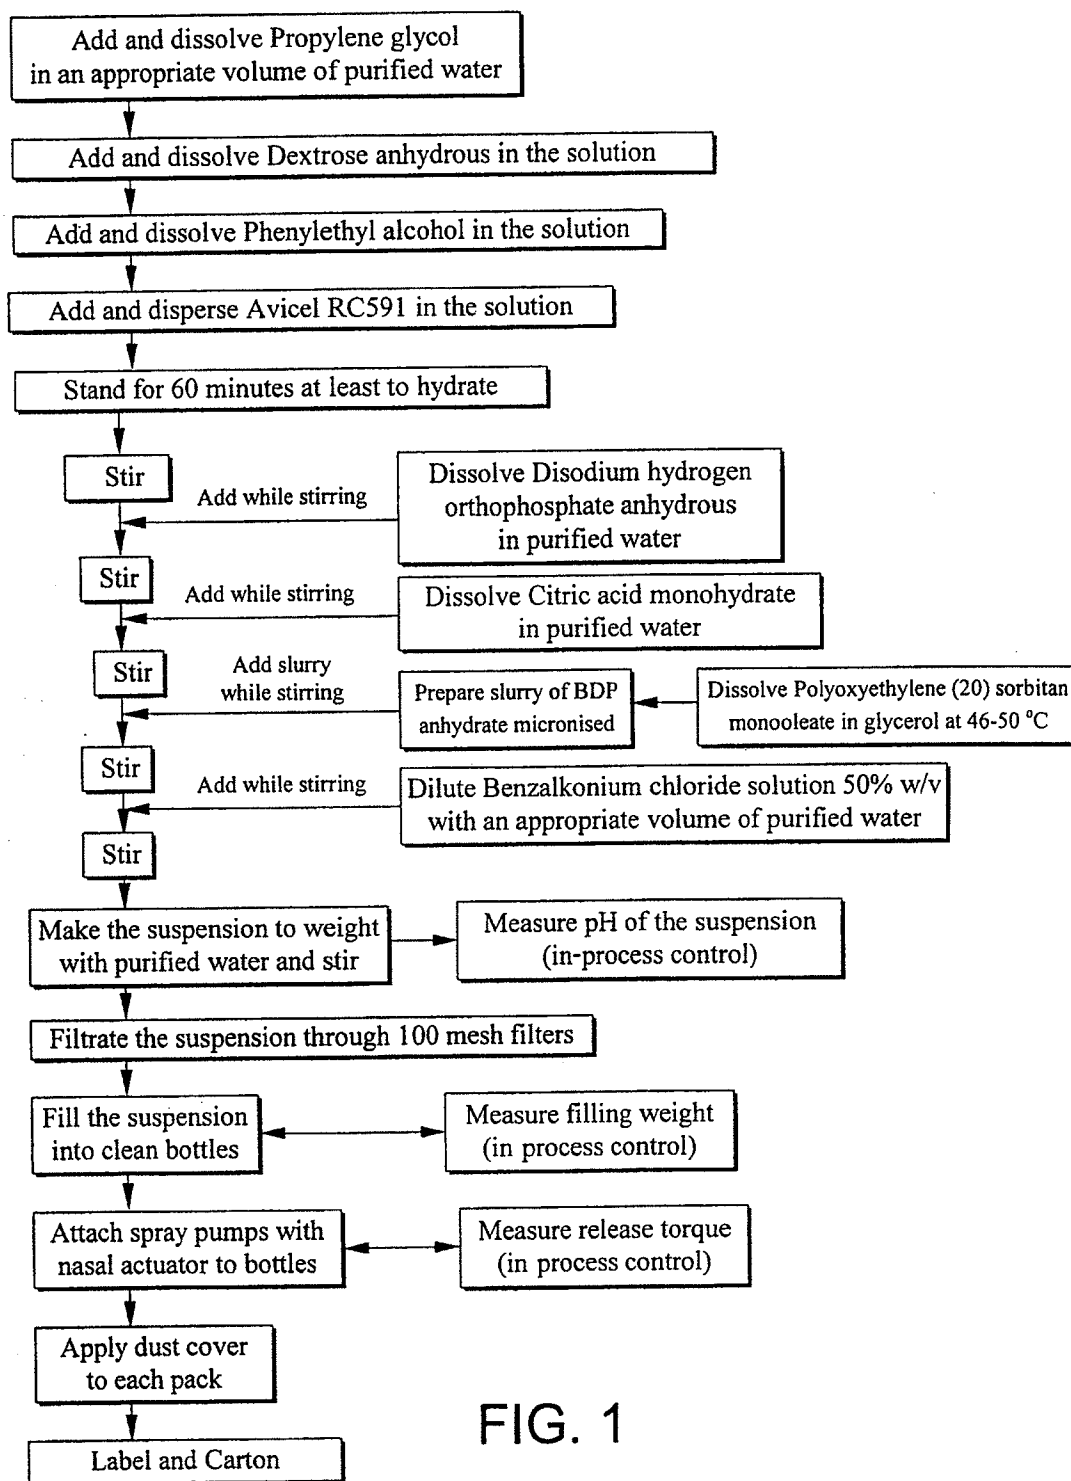 Add and dissolve Propylene glycol
in an appropriate volume of purified water
Add and dissolve Dextrose anhydrous in the solution
Add and dissolve Phenylethyl alcohol in the solution
Add and disperse Avicel RC591 in the solution
Stand for 60 minutes at least to hydrate
Stir
Add while stirring
Dissolve Disodium hydrogen
orthophosphate anhydrous
in purified water
Stir
Add while stirring
Dissolve Citric acid monohydrate
in purified water
Stir
Add slurry
while stirring
Prepare slurry of BDP
anhydrate micronised
Dissolve Polyoxyethylene (20) sorbitan
monooleate in glycerol at 46-50 °C
Stir
Add while stirring
Dilute Benzalkonium chloride solution 50% w/v
with an appropriate volume of purified water
Stir
Make the suspension to weight
with purified water and stir
Measure pH of the suspension
(in-process control)
Filtrate the suspension through 100 mesh filters
Fill the suspension
into clean bottles
Measure filling weight
(in process control)
Attach spray pumps with
nasal actuator to bottles
Measure release torque
(in process control)
Apply dust cover
to each pack
Label and Carton
FIG. 1